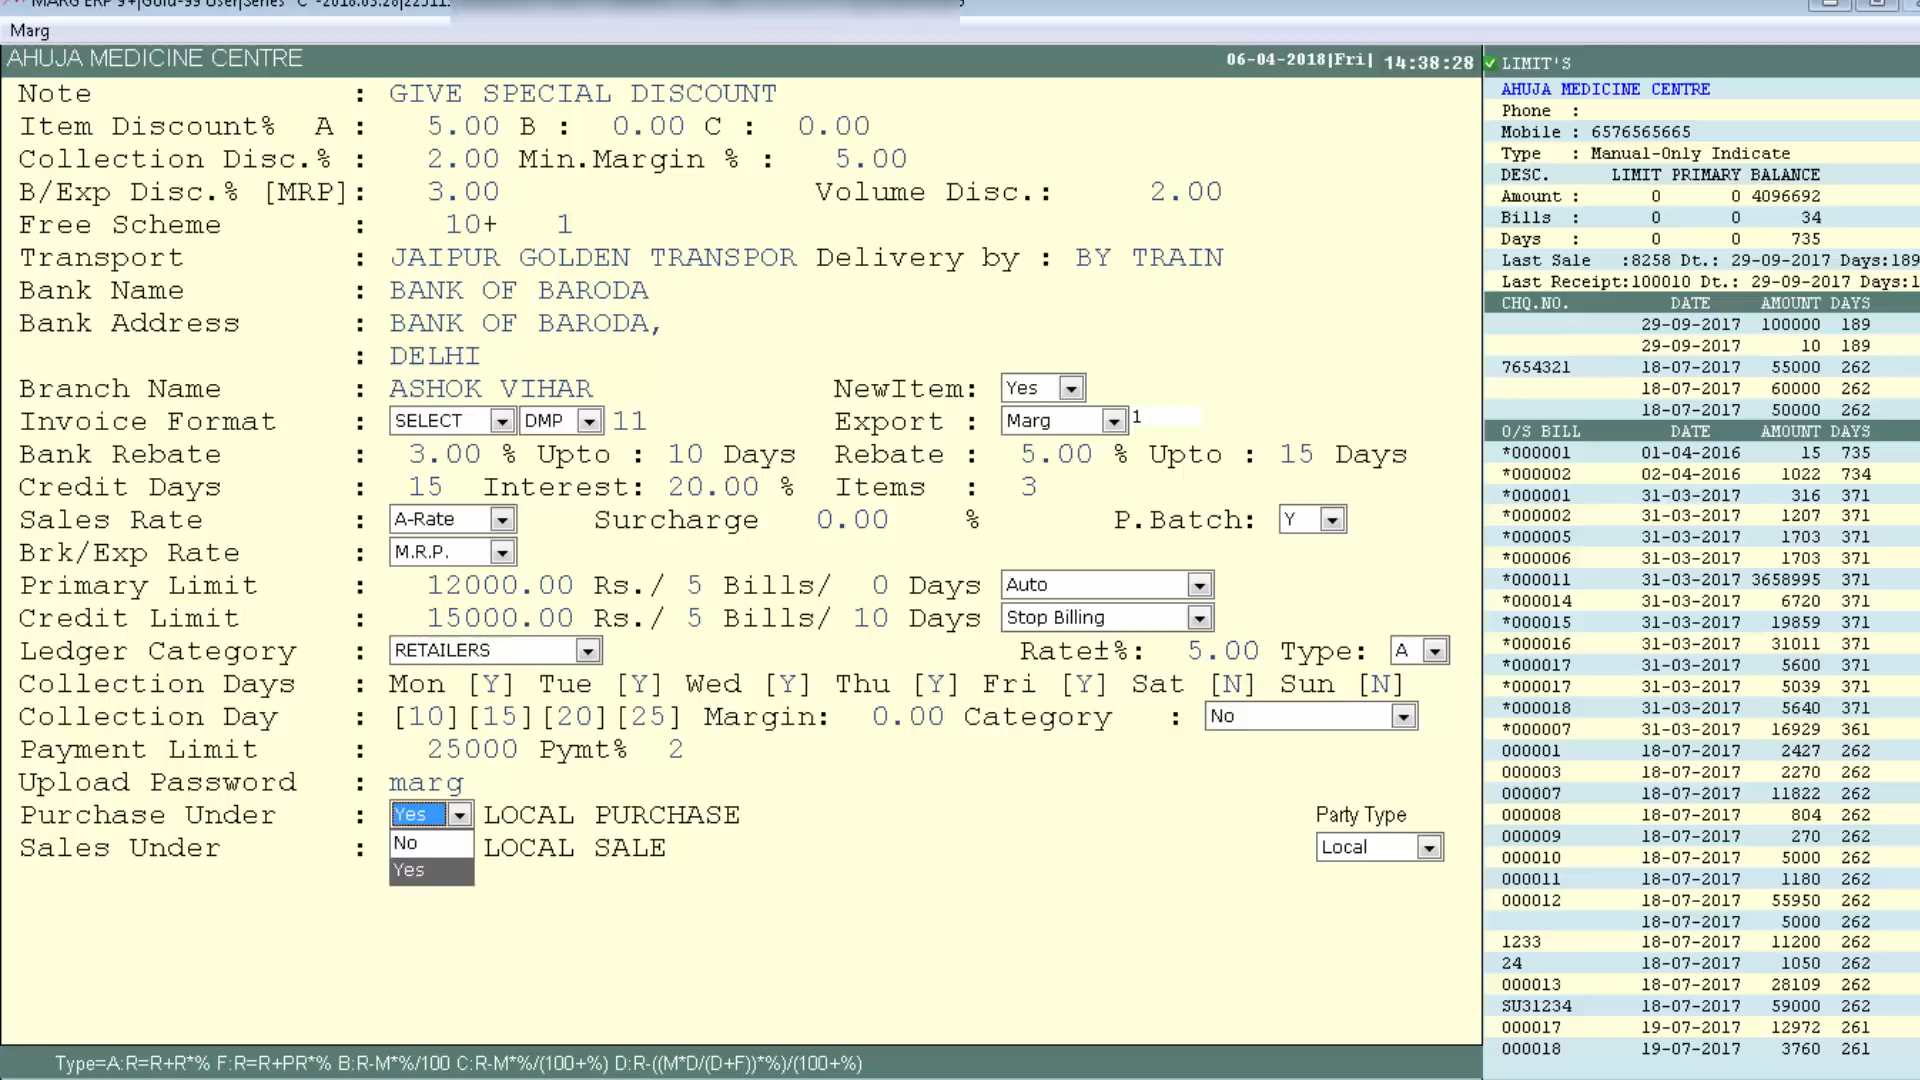 MARG ERP 9+|Gold-99 User|Series "C"-2018.03.28|22511
Marg
AHUJA MEDICINE CENTRE 06-04-2018|Fri| 14:38:28
Note : GIVE SPECIAL DISCOUNT
Item Discount% A : 5.00 B : 0.00 C : 0.00
Collection Disc.% : 2.00 Min.Margin % : 5.00
B/Exp Disc.% [MRP]: 3.00 Volume Disc.: 2.00
Free Scheme : 10+ 1
Transport : JAIPUR GOLDEN TRANSPOR Delivery by : BY TRAIN
Bank Name : BANK OF BARODA
Bank Address : BANK OF BARODA,
: DELHI
Branch Name : ASHOK VIHAR NewItem: Yes
Invoice Format : SELECT DMP 11 Export : Marg 1
Bank Rebate : 3.00 % Upto : 10 Days Rebate : 5.00 % Upto : 15 Days
Credit Days : 15 Interest: 20.00 % Items : 3
Sales Rate : A-Rate Surcharge 0.00 % P.Batch: Y
Brk/Exp Rate : M.R.P.
Primary Limit : 12000.00 Rs./ 5 Bills/ 0 Days Auto
Credit Limit : 15000.00 Rs./ 5 Bills/ 10 Days Stop Billing
Ledger Category : RETAILERS Rate±%: 5.00 Type: A
Collection Days : Mon [Y] Tue [Y] Wed [Y] Thu [Y] Fri [Y] Sat [N] Sun [N]
Collection Day : [10][15][20][25] Margin: 0.00 Category : No
Payment Limit : 25000 Pymt% 2
Upload Password : marg
Purchase Under : Yes LOCAL PURCHASE Party Type
Sales Under : No LOCAL SALE Local
Yes
Type=A:R=R+R*% F:R=R+PR*% B:R-M*%/100 C:R-M*%/(100+%) D:R-((M*D/(D+F))*%)/(100+%)
LIMIT'S
AHUJA MEDICINE CENTRE
Phone :
Mobile : 6576565665
Type : Manual-Only Indicate
DESC. LIMIT PRIMARY BALANCE
Amount : 0 0 4096692
Bills : 0 0 34
Days : 0 0 735
Last Sale :8258 Dt.: 29-09-2017 Days:189
Last Receipt:100010 Dt.: 29-09-2017 Days:1
CHQ.NO. DATE AMOUNT DAYS
29-09-2017 100000 189
29-09-2017 10 189
7654321 18-07-2017 55000 262
18-07-2017 60000 262
18-07-2017 50000 262
O/S BILL DATE AMOUNT DAYS
*000001 01-04-2016 15 735
*000002 02-04-2016 1022 734
*000001 31-03-2017 316 371
*000002 31-03-2017 1207 371
*000005 31-03-2017 1703 371
*000006 31-03-2017 1703 371
*000011 31-03-2017 3658995 371
*000014 31-03-2017 6720 371
*000015 31-03-2017 19859 371
*000016 31-03-2017 31011 371
*000017 31-03-2017 5600 371
*000017 31-03-2017 5039 371
*000018 31-03-2017 5640 371
*000007 31-03-2017 16929 361
000001 18-07-2017 2427 262
000003 18-07-2017 2270 262
000007 18-07-2017 11822 262
000008 18-07-2017 804 262
000009 18-07-2017 270 262
000010 18-07-2017 5000 262
000011 18-07-2017 1180 262
000012 18-07-2017 55950 262
18-07-2017 5000 262
1233 18-07-2017 11200 262
24 18-07-2017 1050 262
000013 18-07-2017 28109 262
SU31234 18-07-2017 59000 262
000017 19-07-2017 12972 261
000018 19-07-2017 3760 261